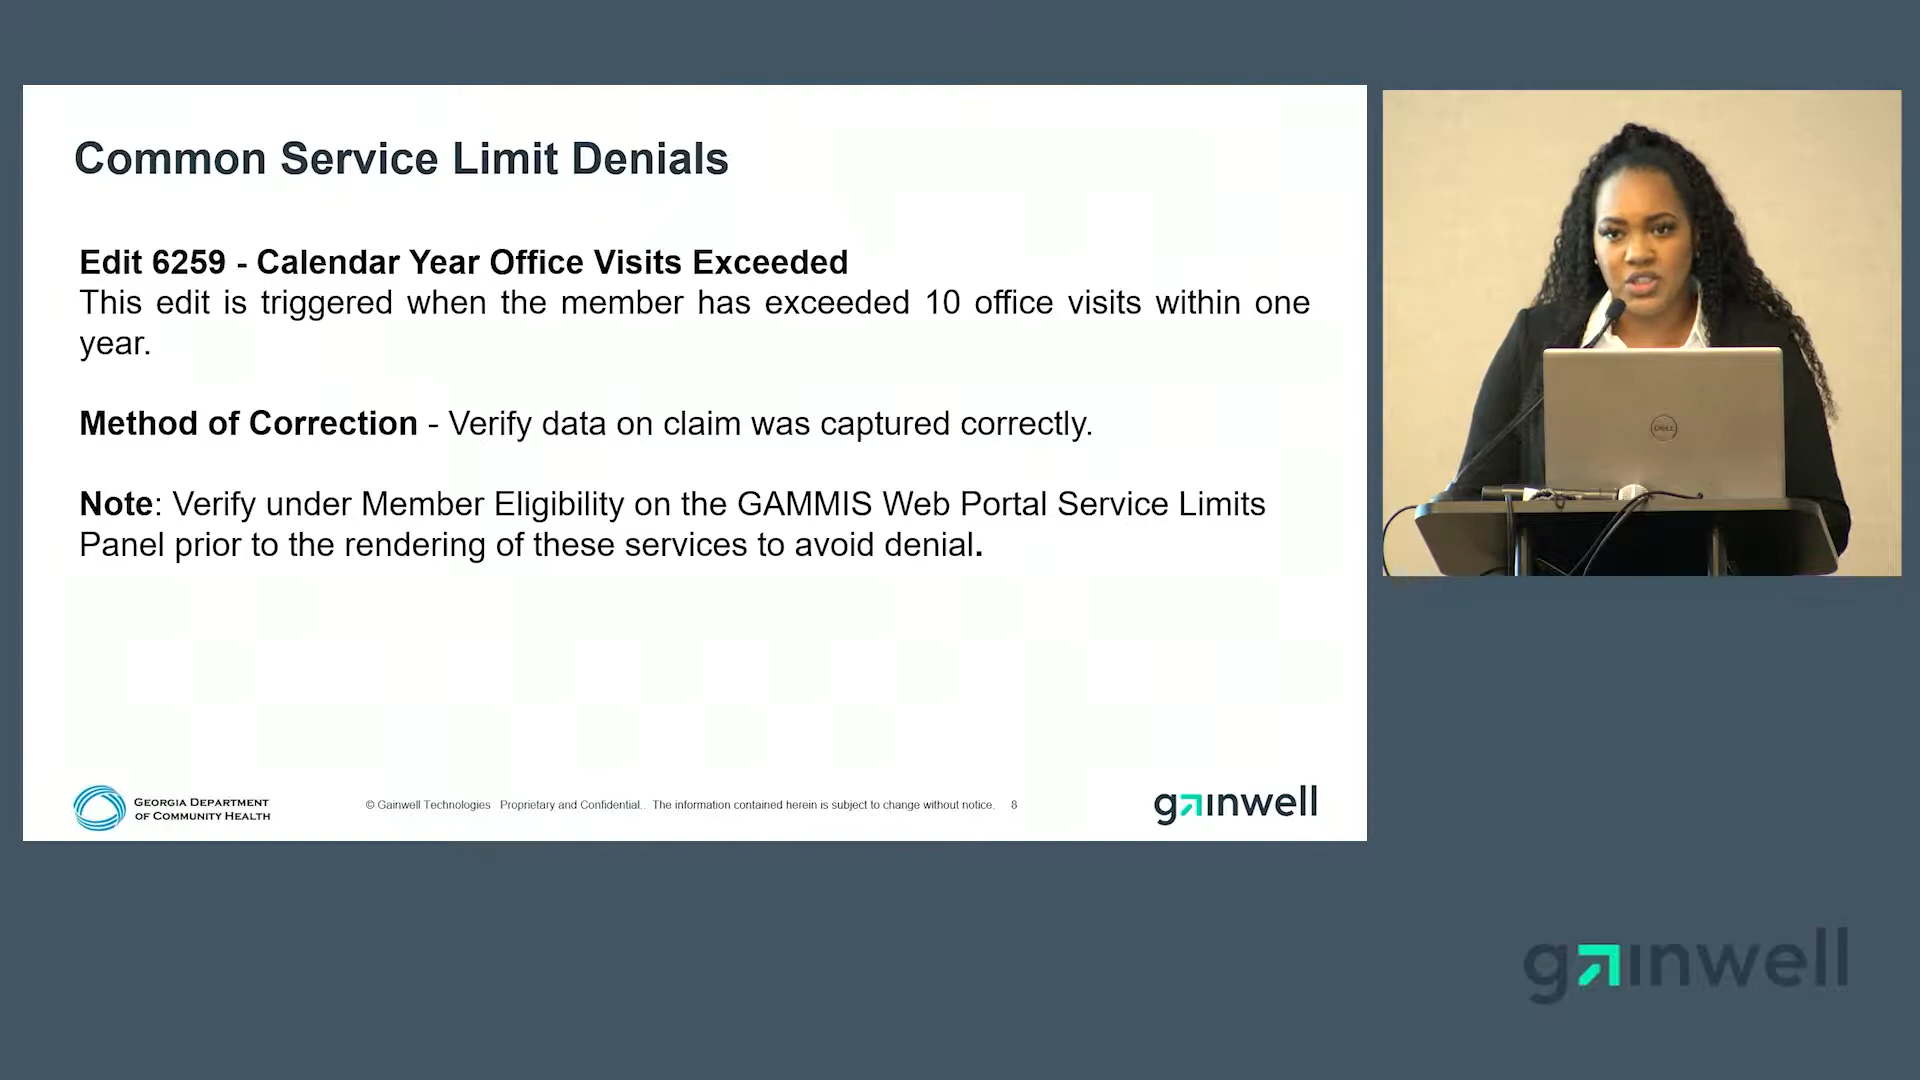 Common Service Limit Denials
Edit 6259 - Calendar Year Office Visits Exceeded
This edit is triggered when the member has exceeded 10 office visits within one
year.
Method of Correction - Verify data on claim was captured correctly.
Note: Verify under Member Eligibility on the GAMMIS Web Portal Service Limits
Panel prior to the rendering of these services to avoid denial.
GEORGIA DEPARTMENT
OF COMMUNITY HEALTH
© Gainwell Technologies Proprietary and Confidential.. The information contained herein is subject to change without notice. 8
gainwell
DELL
gainwell